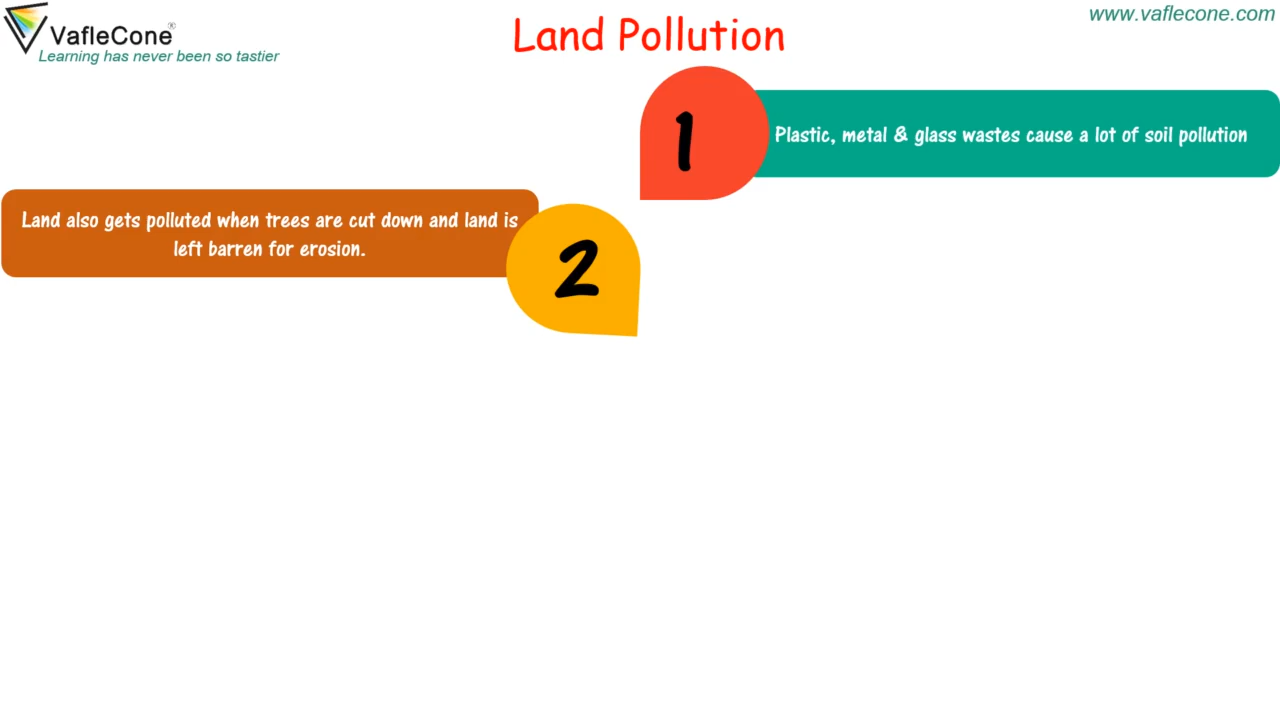 VafleCone®
Learning has never been so tastier
www.vaflecone.com
Land Pollution
1
Plastic, metal & glass wastes cause a lot of soil pollution
Land also gets polluted when trees are cut down and land is
left barren for erosion.
2